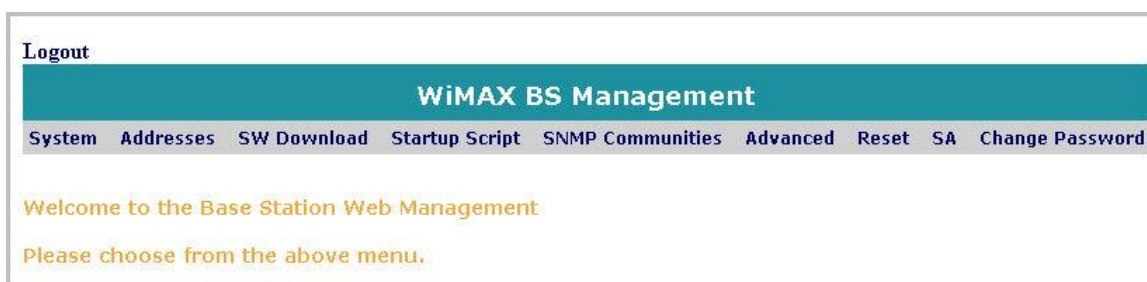 Logout
WiMAX BS Management
System Addresses SW Download Startup Script SNMP Communities Advanced Reset SA Change Password
Welcome to the Base Station Web Management
Please choose from the above menu.